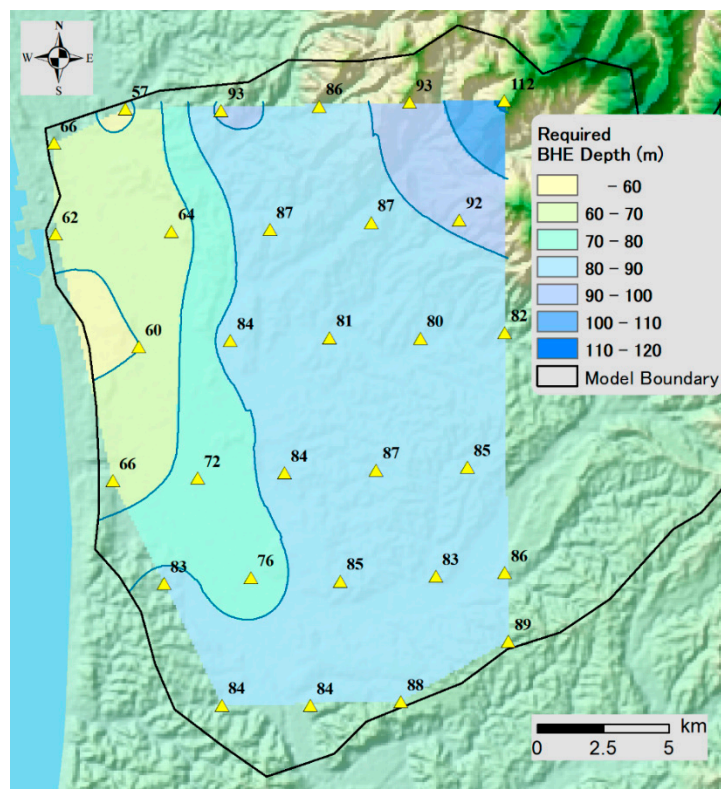 N
W E
S
57 93 86 93 112
66
62 64 87 87 92
60 84 81 80 82
66 72 84 87 85
83 76 85 83 86
89
84 84 88
Required
BHE Depth (m)
－ 60
60 － 70
70 － 80
80 － 90
90 － 100
100 － 110
110 － 120
Model Boundary
km
0 2.5 5